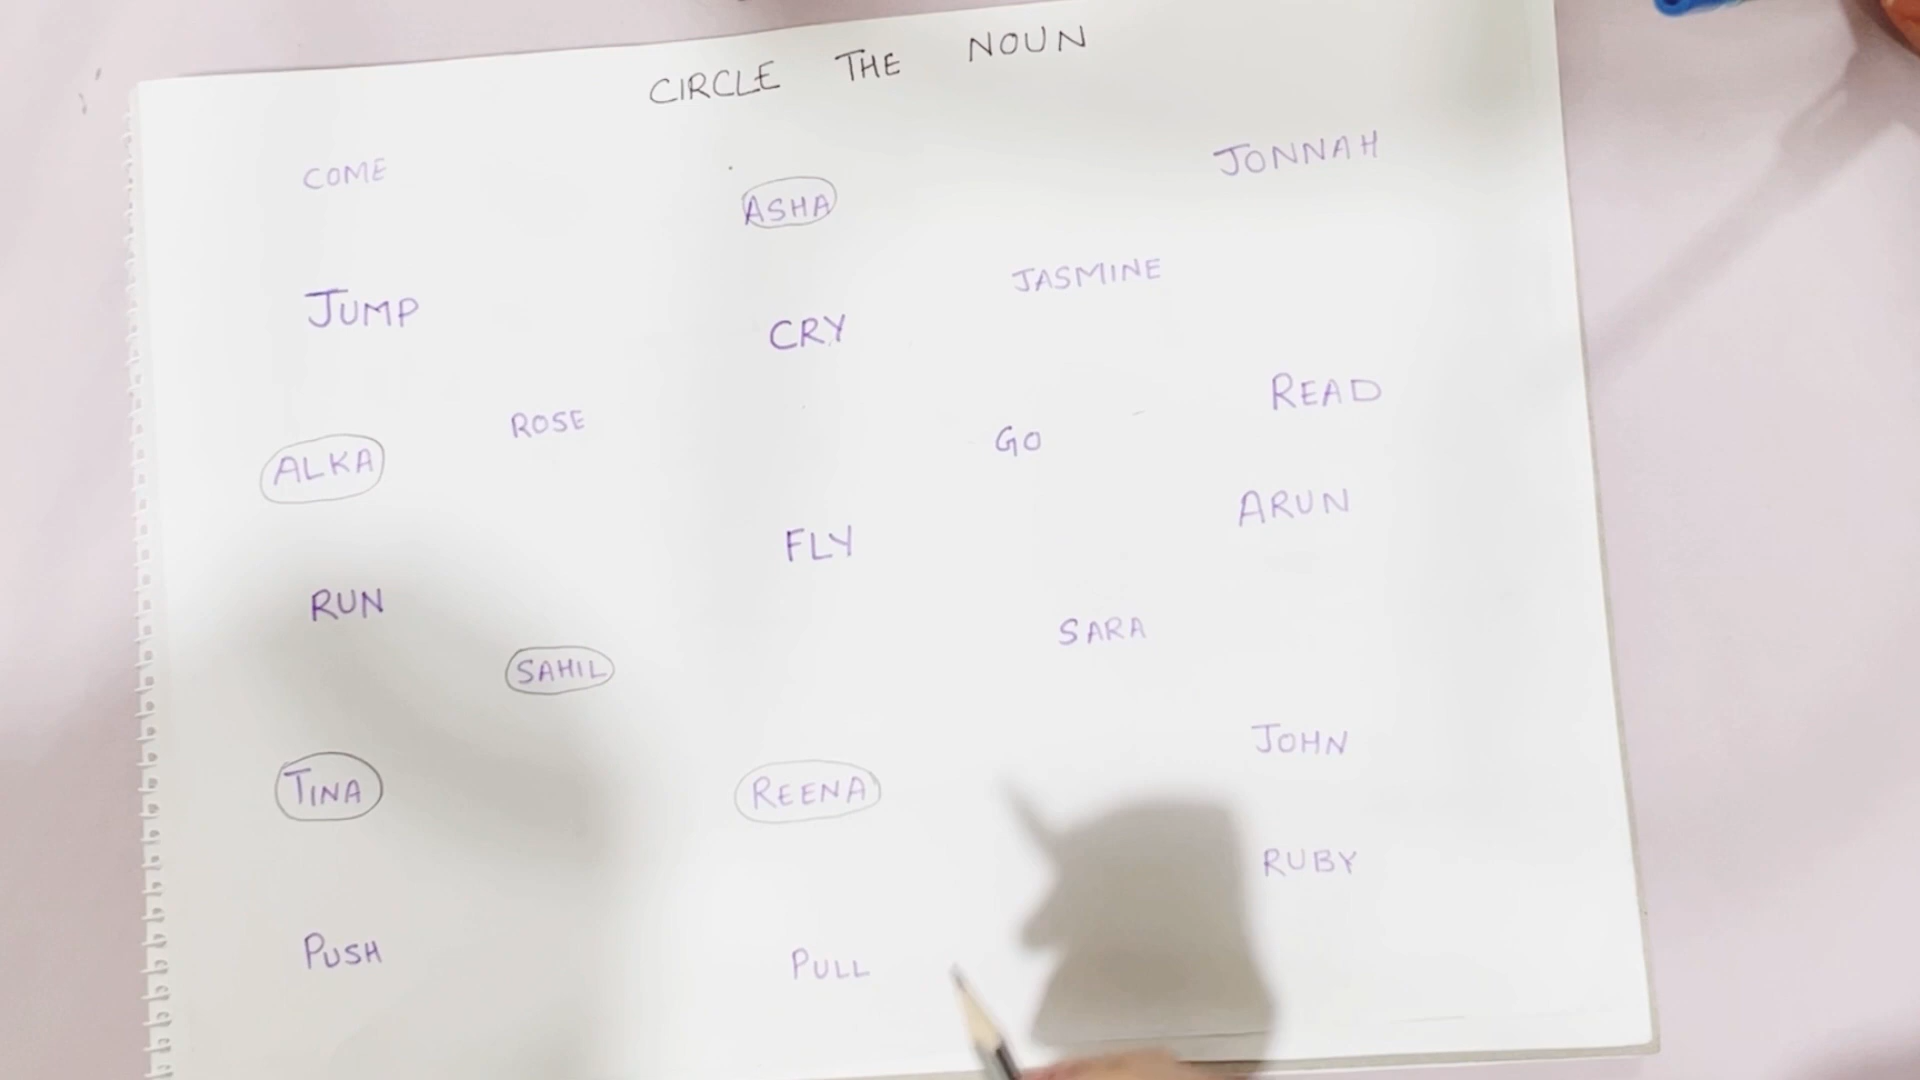 CIRCLE THE NOUN
COME
ASHA
JONNAH
JASMINE
JUMP
CRY
READ
ROSE
GO
ALKA
ARUN
FLY
RUN
SARA
SAHIL
JOHN
TINA
REENA
RUBY
PUSH
PULL